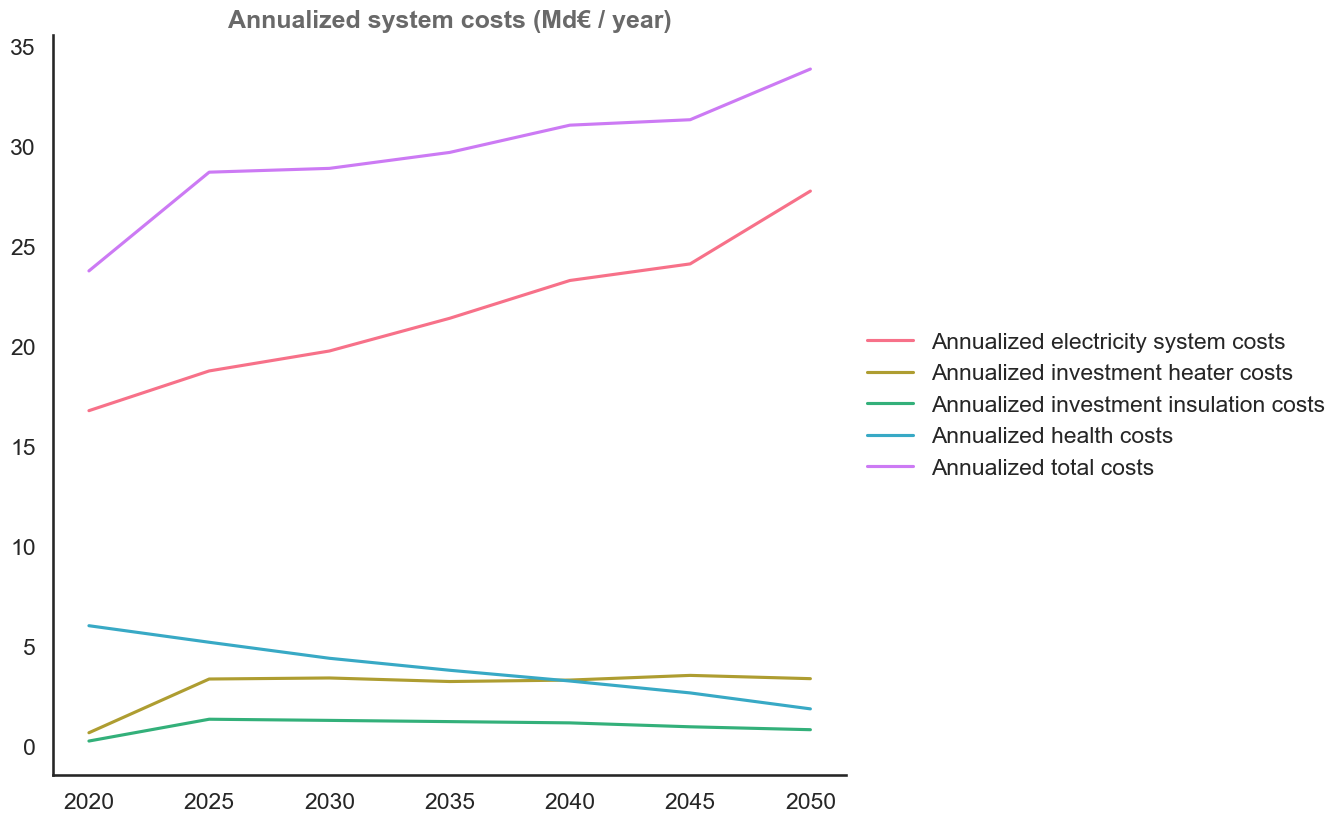 Annualized system costs (Md€ / year)
35
30
25
20
15
10
5
0
2020 2025 2030 2035 2040 2045 2050
Annualized electricity system costs
Annualized investment heater costs
Annualized investment insulation costs
Annualized health costs
Annualized total costs